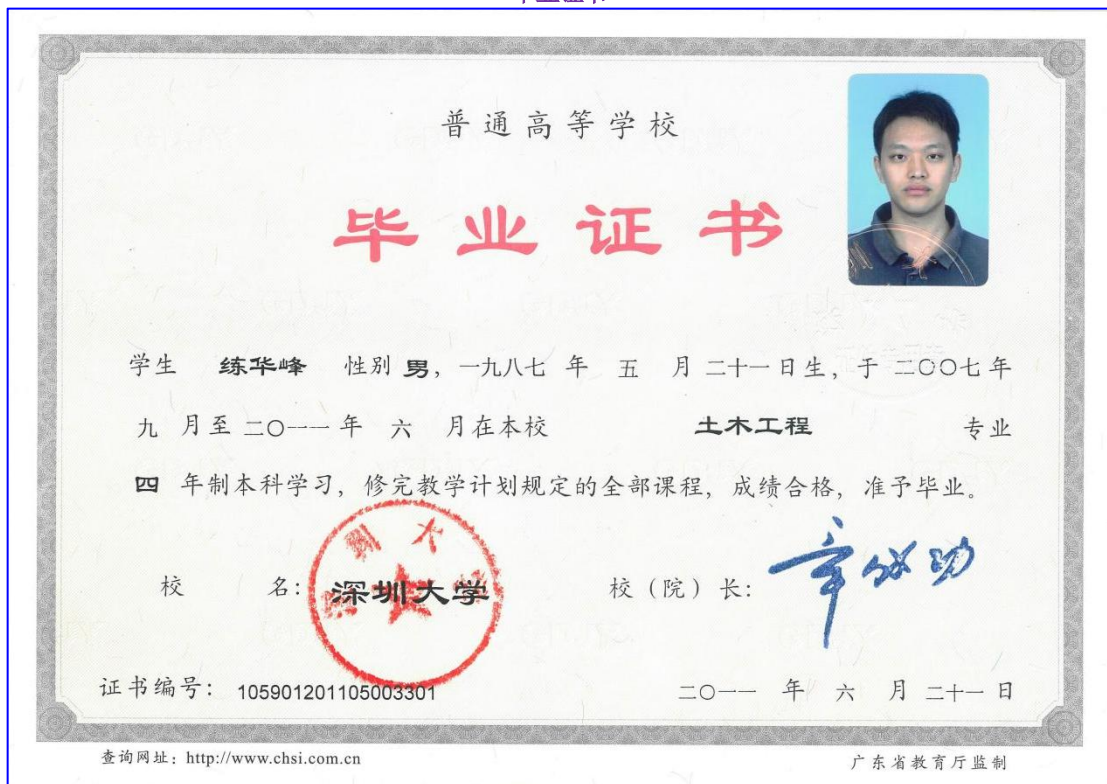 普通高等学校
毕业证书
学生 练华峰 性别 男，一九八七 年 五 月 二十一 日生，于 二〇〇七 年
九 月至 二〇一一 年 六 月在本校 土木工程 专业
四 年制本科学习，修完教学计划规定的全部课程，成绩合格，准予毕业。
校 名：深圳大学 校（院）长：章必功
证书编号：105901201105003301 二〇一一 年 六 月 二十一 日
查询网址：http://www.chsi.com.cn 广东省教育厅监制